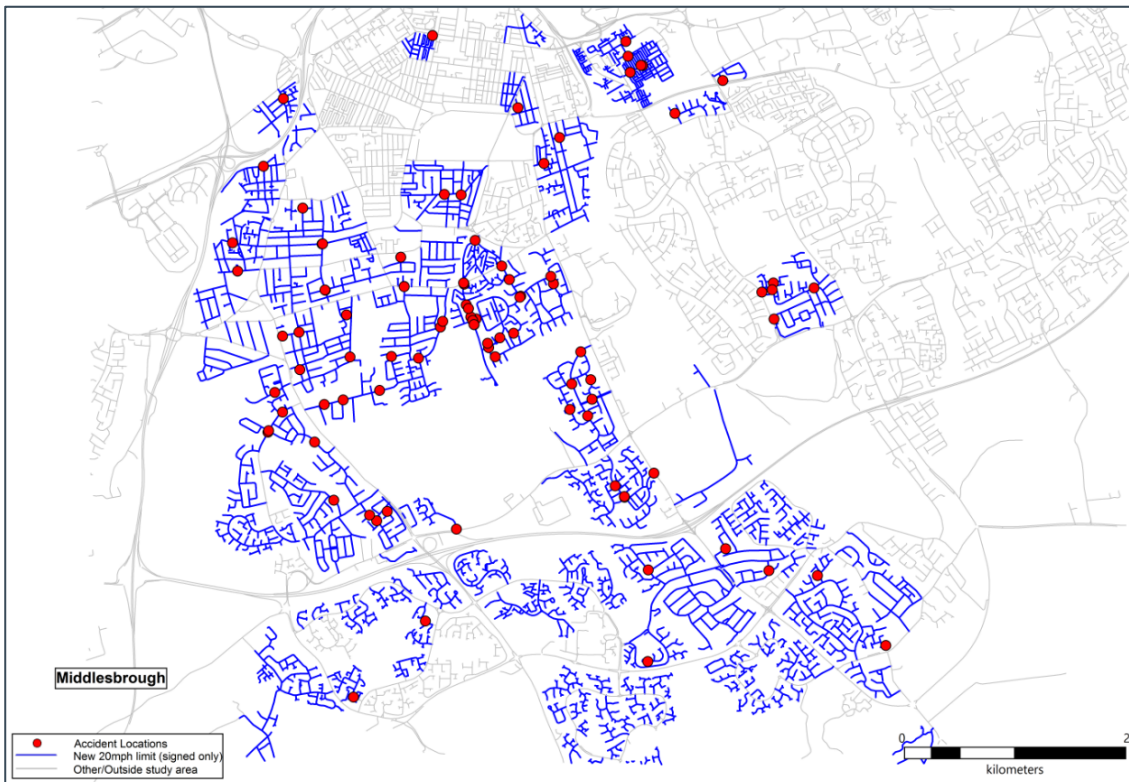 Middlesbrough
Accident Locations
New 20mph limit (signed only)
Other/Outside study area
0 2
kilometers